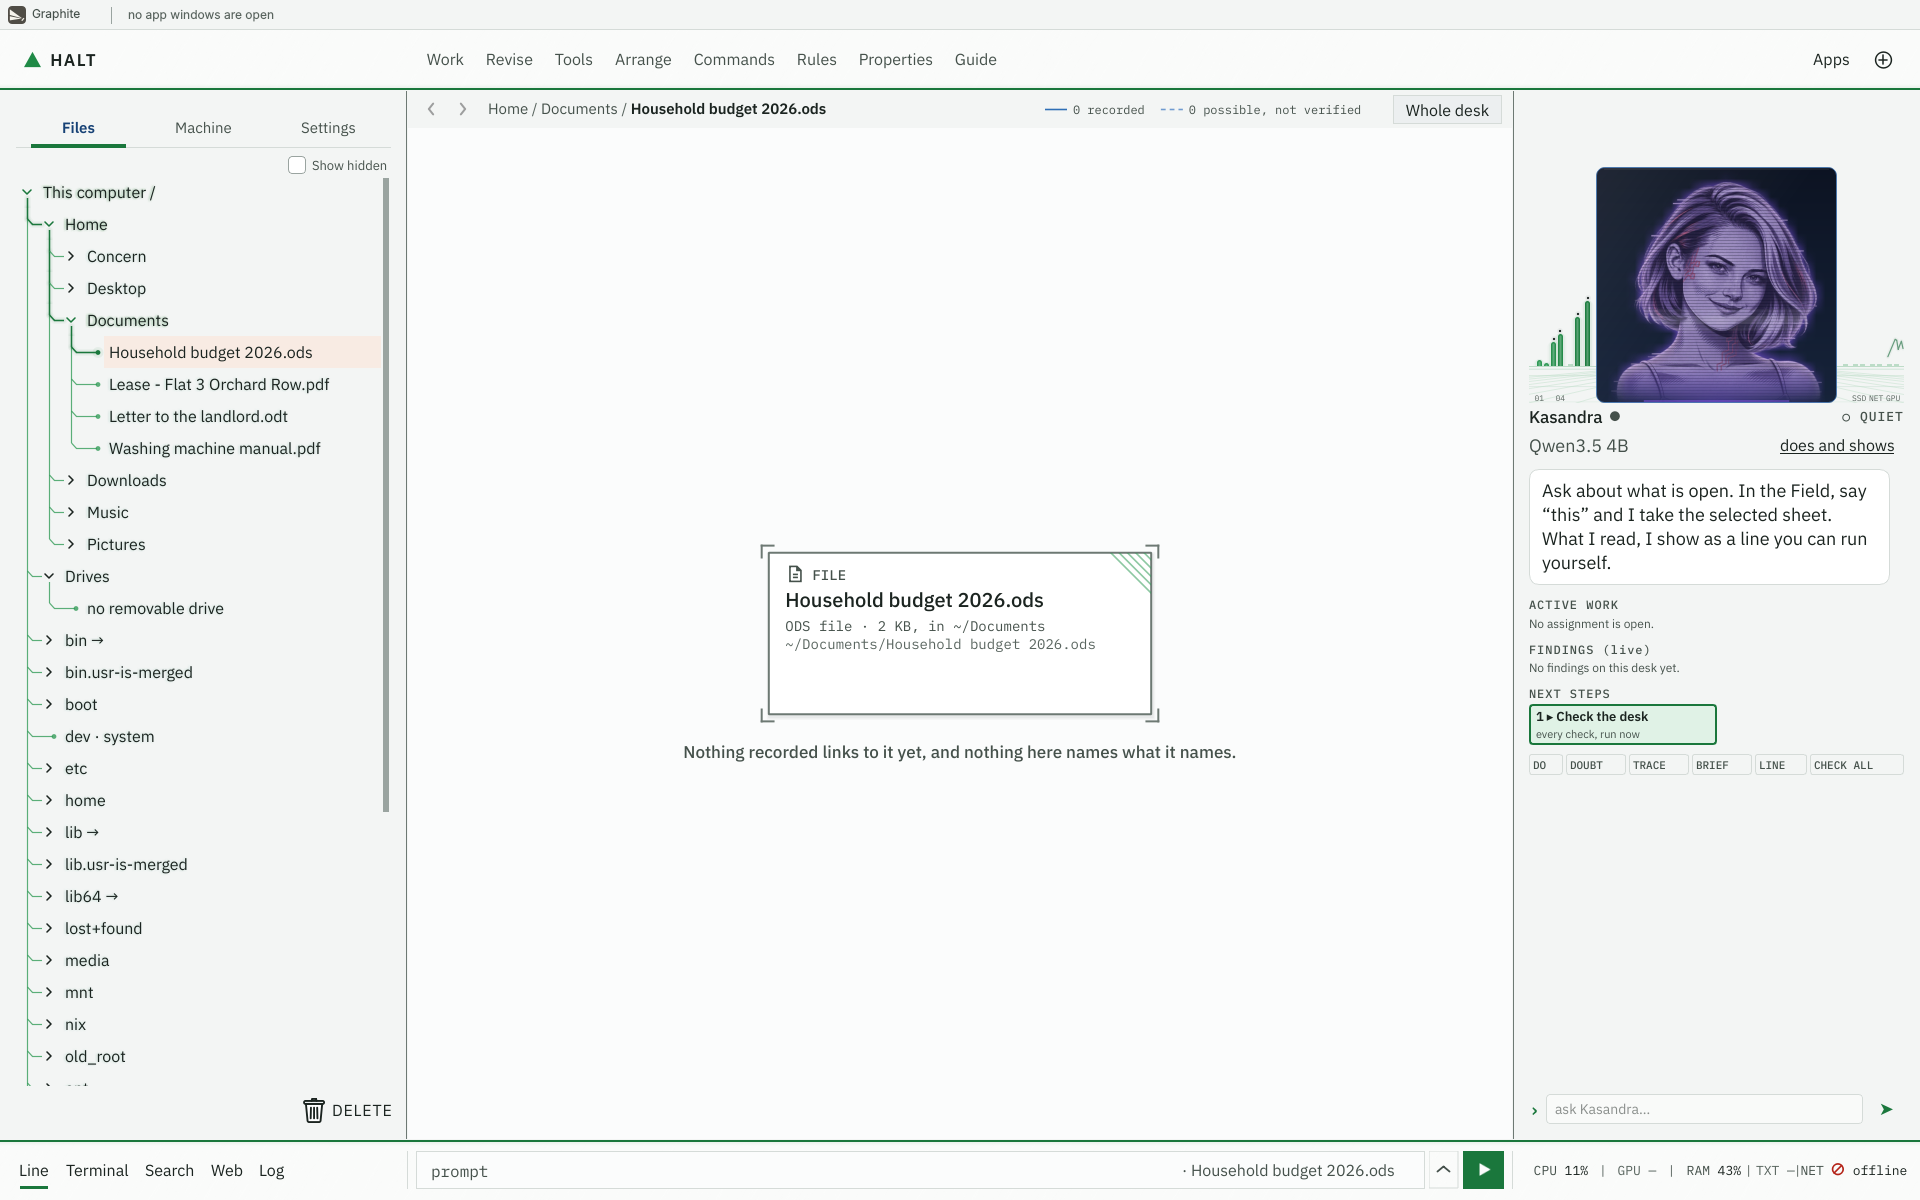 Graphite
no app windows are open
HALT
Work Revise Tools Arrange Commands Rules Properties Guide
Apps
Files Machine Settings
Show hidden
This computer /
Home
Concern
Desktop
Documents
Household budget 2026.ods
Lease - Flat 3 Orchard Row.pdf
Letter to the landlord.odt
Washing machine manual.pdf
Downloads
Music
Pictures
Drives
no removable drive
bin →
bin.usr-is-merged
boot
dev · system
etc
home
lib →
lib.usr-is-merged
lib64 →
lost+found
media
mnt
nix
old_root
DELETE
Home / Documents / Household budget 2026.ods
0 recorded
0 possible, not verified
Whole desk
FILE
Household budget 2026.ods
ODS file · 2 KB, in ~/Documents
~/Documents/Household budget 2026.ods
Nothing recorded links to it yet, and nothing here names what it names.
01 04
SSD NET GPU
Kasandra
QUIET
Qwen3.5 4B
does and shows
Ask about what is open. In the Field, say
“this” and I take the selected sheet.
What I read, I show as a line you can run
yourself.
ACTIVE WORK
No assignment is open.
FINDINGS (live)
No findings on this desk yet.
NEXT STEPS
1 ▸ Check the desk
every check, run now
DO DOUBT TRACE BRIEF LINE CHECK ALL
ask Kasandra...
Line Terminal Search Web Log
prompt
· Household budget 2026.ods
CPU 11% | GPU — | RAM 43% | TXT —|NET offline